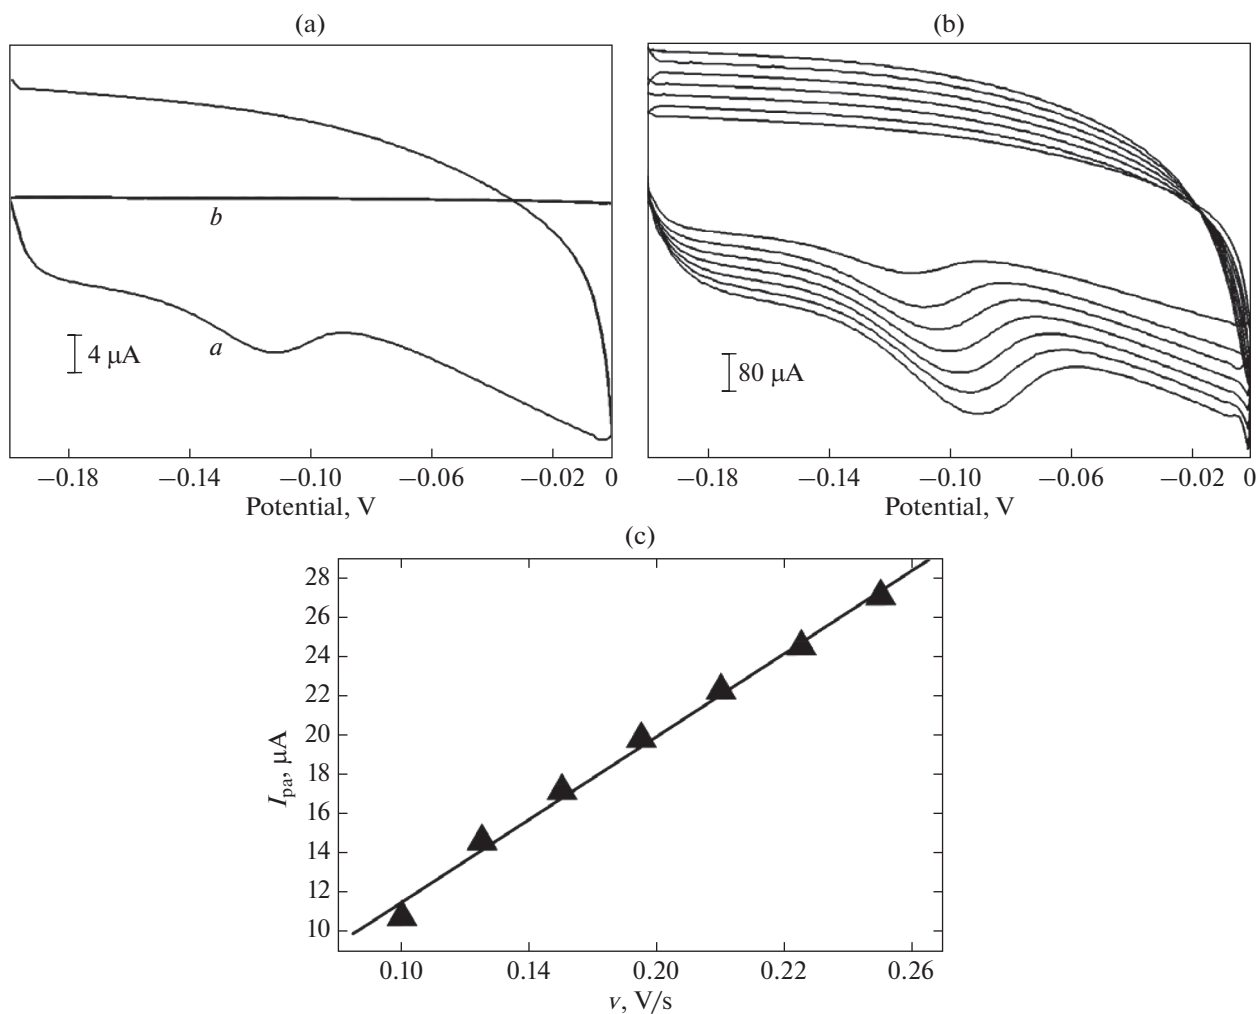 (a)
(b)
b
a
4 μA
80 μA
−0.18 −0.14 −0.10 −0.06 −0.02 0
Potential, V
−0.18 −0.14 −0.10 −0.06 −0.02 0
Potential, V
(c)
28
26
24
22
20
18
16
14
12
10
I_pa, μA
0.10 0.14 0.20 0.22 0.26
v, V/s